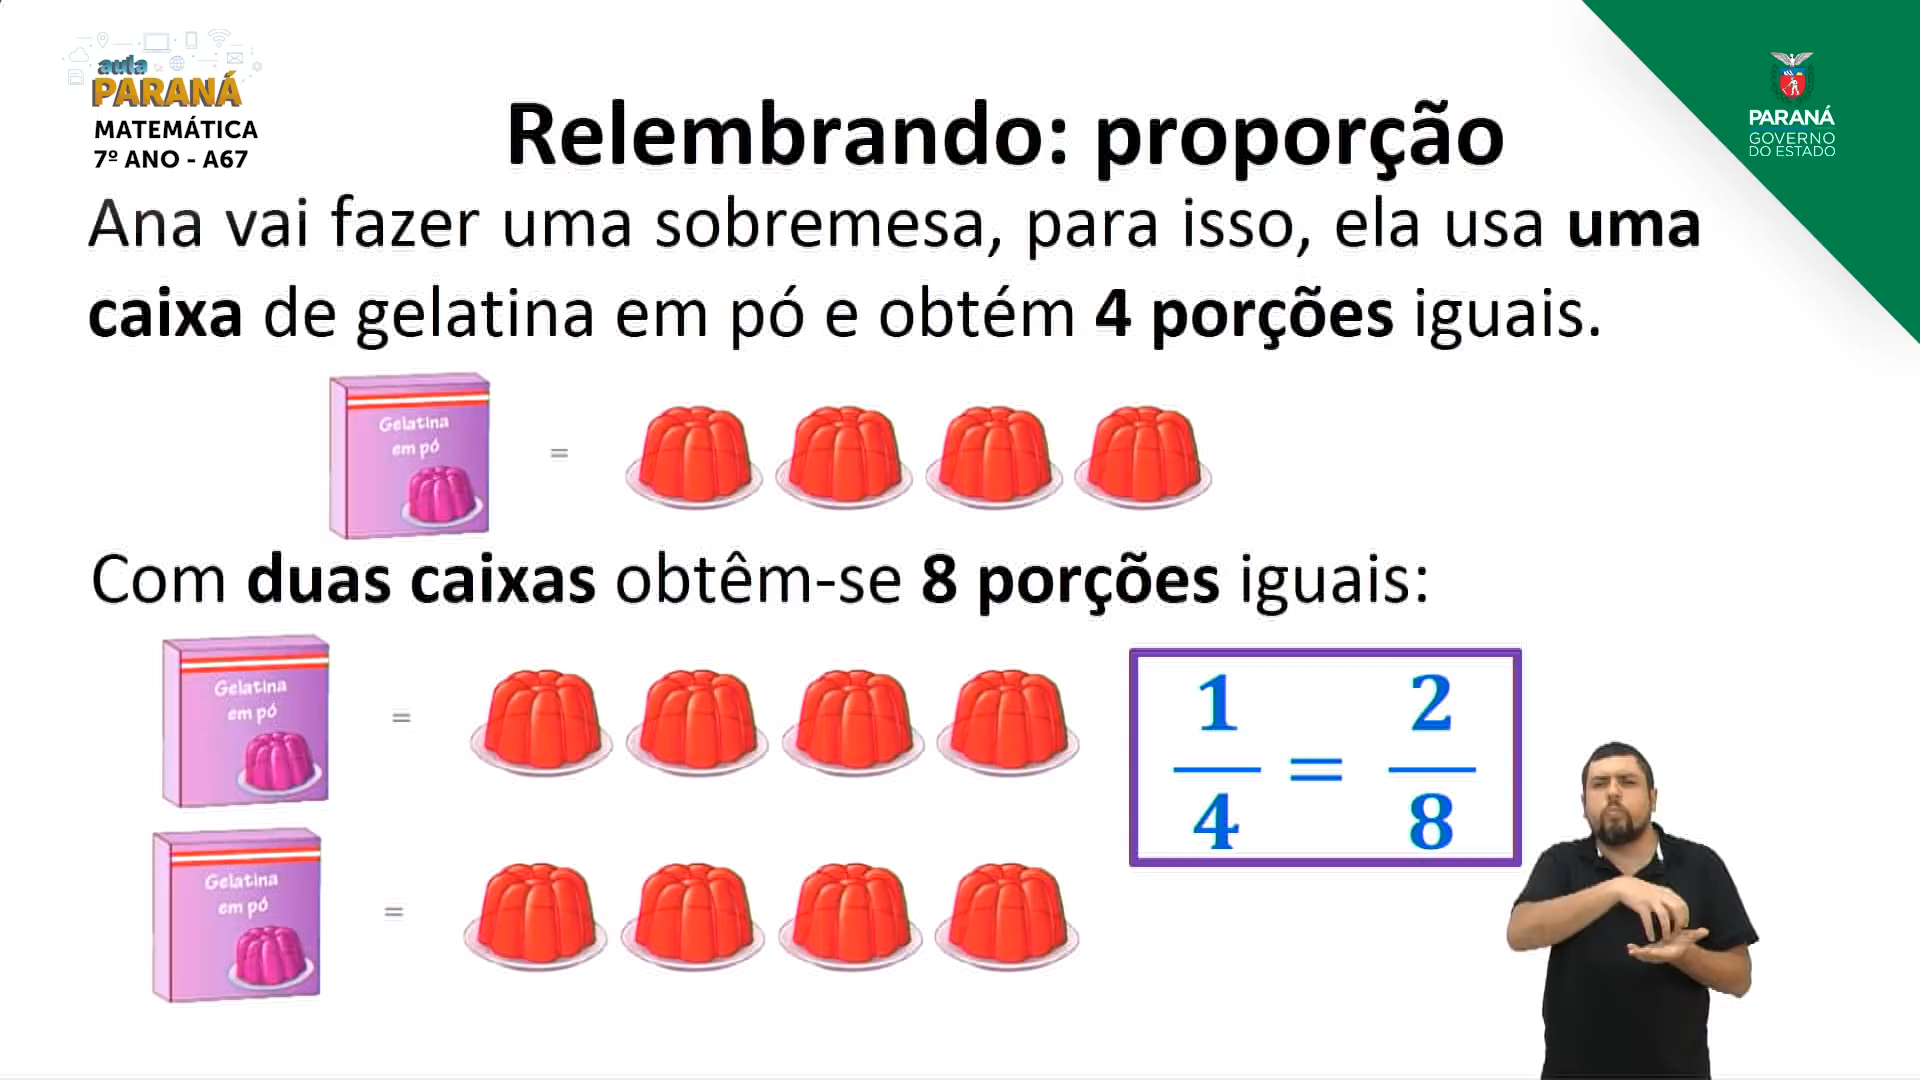 aula
PARANÁ
MATEMÁTICA
7º ANO - A67
PARANÁ
GOVERNO
DO ESTADO
Relembrando: proporção
Ana vai fazer uma sobremesa, para isso, ela usa uma
caixa de gelatina em pó e obtém 4 porções iguais.
Gelatina
em pó
=
Com duas caixas obtêm-se 8 porções iguais:
Gelatina
em pó
=
Gelatina
em pó
=
1 2
— = —
4 8